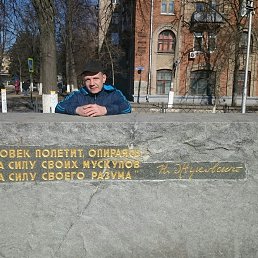 ОВЕК ПОЛЕТИТ, ОПИРАЯСЬ
А СИЛУ СВОИХ МУСКУЛОВ
А СИЛУ СВОЕГО РАЗУМА"
Н. Жуковский